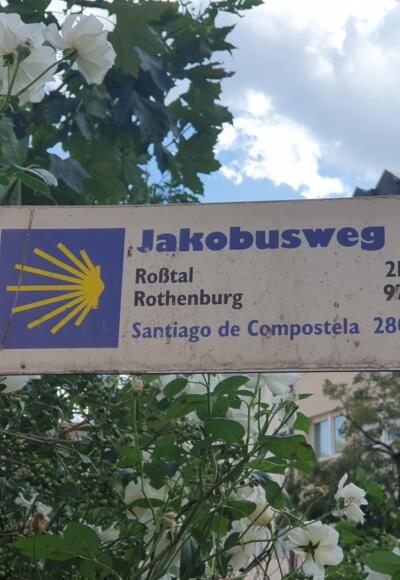 Jakobusweg
Roßtal
Rothenburg
Santiago de Compostela